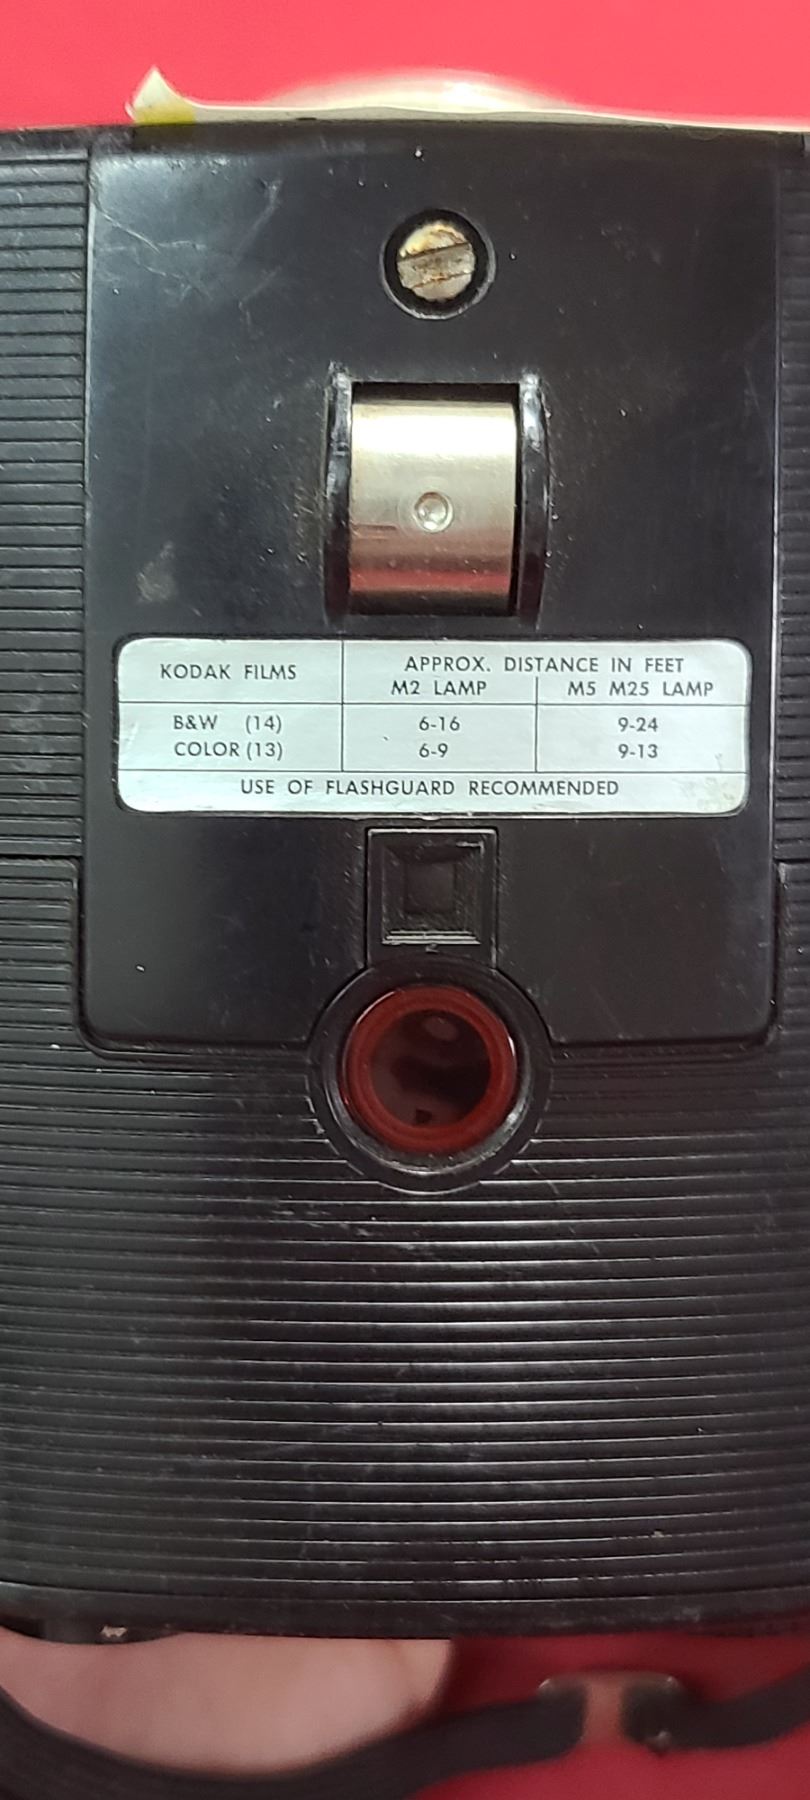 KODAK FILMS APPROX. DISTANCE IN FEET
M2 LAMP M5 M25 LAMP
B&W (14) 6-16 9-24
COLOR (13) 6-9 9-13
USE OF FLASHGUARD RECOMMENDED